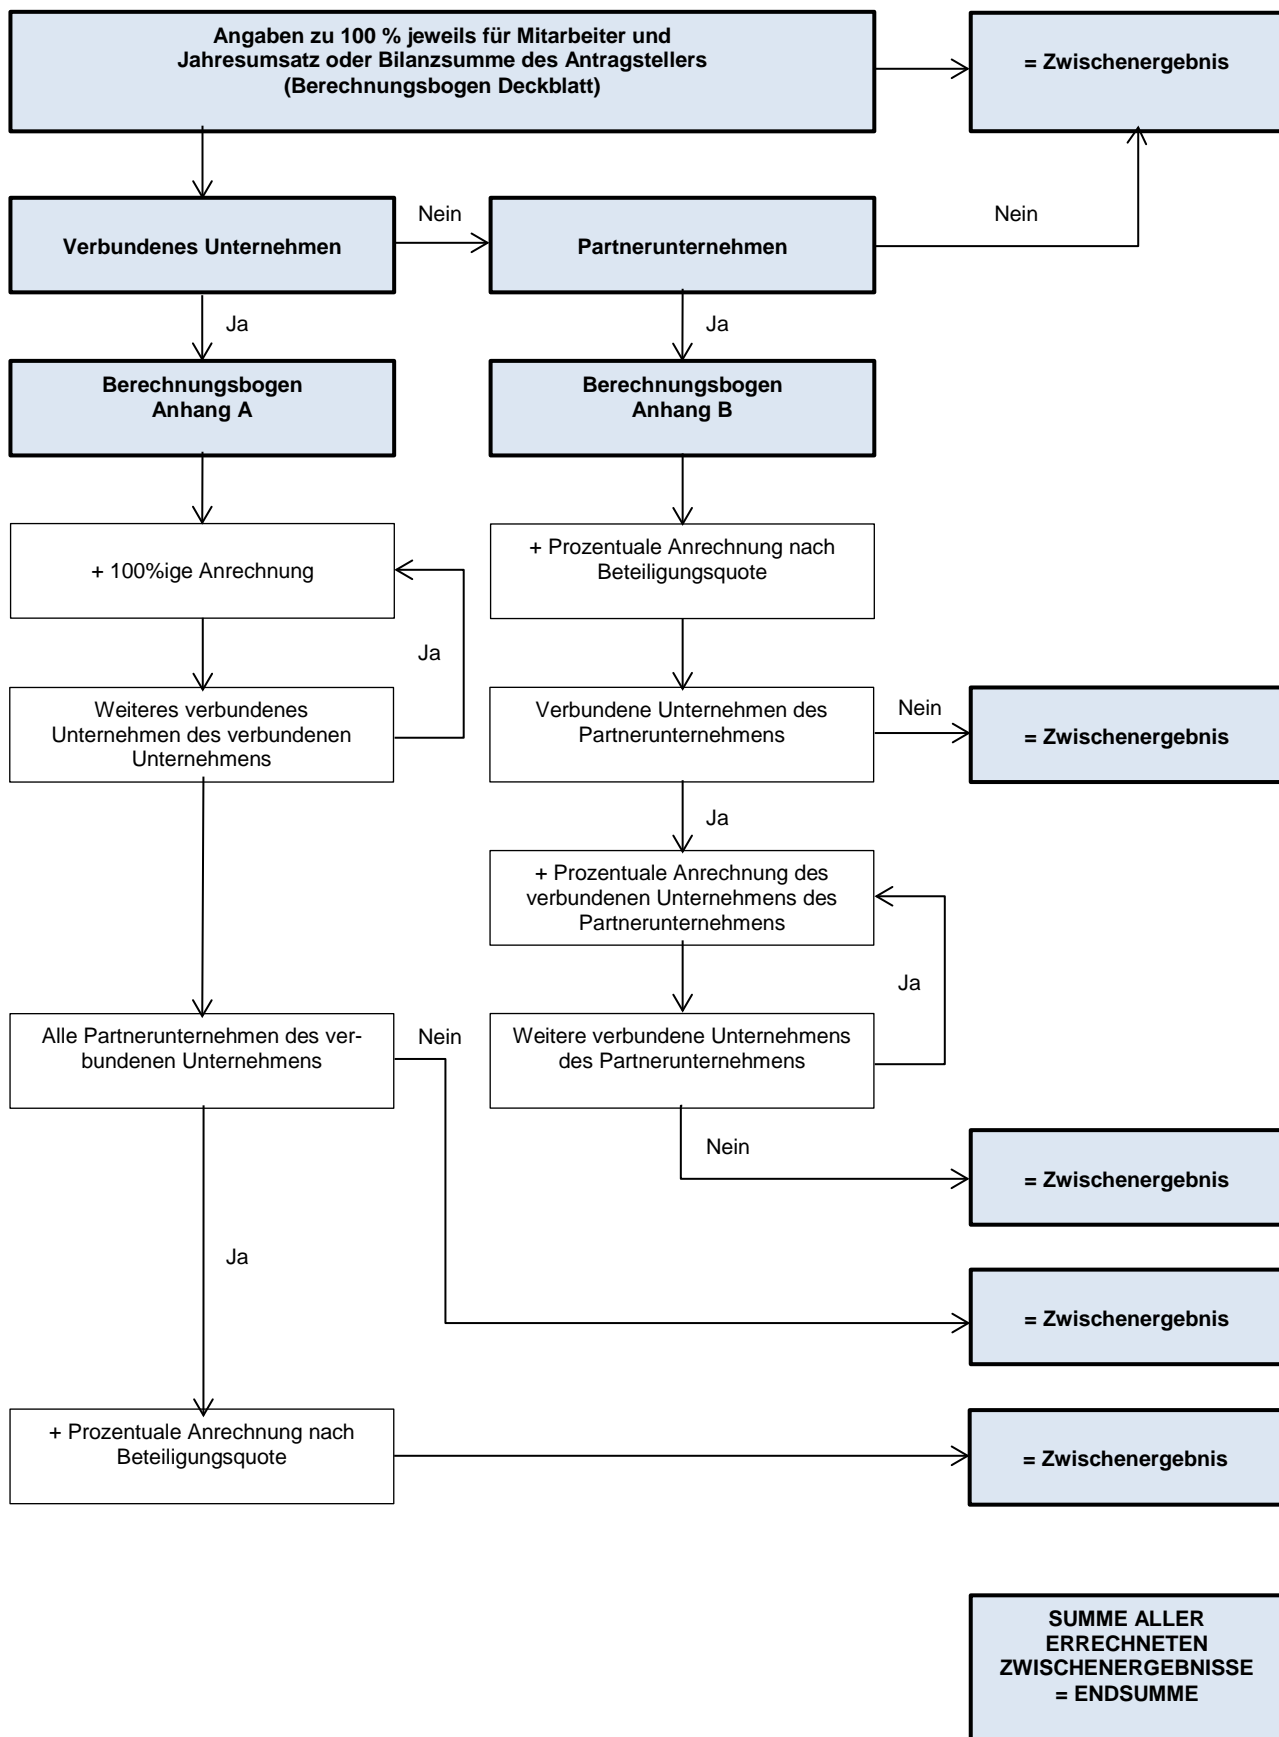 Angaben zu 100 % jeweils für Mitarbeiter und
Jahresumsatz oder Bilanzsumme des Antragstellers
(Berechnungsbogen Deckblatt)
= Zwischenergebnis
Verbundenes Unternehmen
Nein
Partnerunternehmen
Nein
Ja
Ja
Berechnungsbogen
Anhang A
Berechnungsbogen
Anhang B
+ 100%ige Anrechnung
+ Prozentuale Anrechnung nach
Beteiligungsquote
Ja
Weiteres verbundenes
Unternehmen des verbundenen
Unternehmens
Verbundene Unternehmen des
Partnerunternehmens
Nein
= Zwischenergebnis
Ja
+ Prozentuale Anrechnung des
verbundenen Unternehmens des
Partnerunternehmens
Ja
Alle Partnerunternehmen des ver-
bundenen Unternehmens
Nein
Weitere verbundene Unternehmens
des Partnerunternehmens
Nein
= Zwischenergebnis
Ja
= Zwischenergebnis
+ Prozentuale Anrechnung nach
Beteiligungsquote
= Zwischenergebnis
SUMME ALLER
ERRECHNETEN
ZWISCHENERGEBNISSE
= ENDSUMME